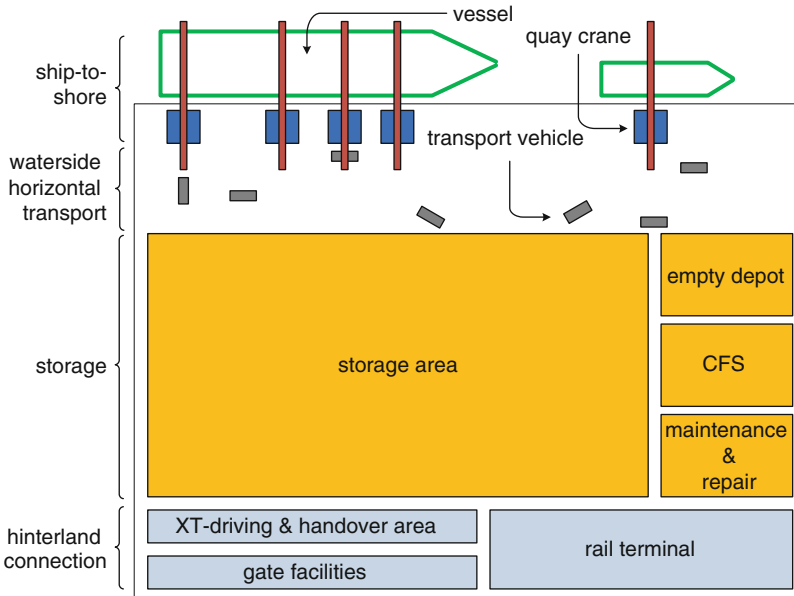 vessel
quay crane
ship-to-
shore
transport vehicle
waterside
horizontal
transport
empty depot
storage area
storage
CFS
maintenance
&
repair
XT-driving & handover area
hinterland
connection
rail terminal
gate facilities